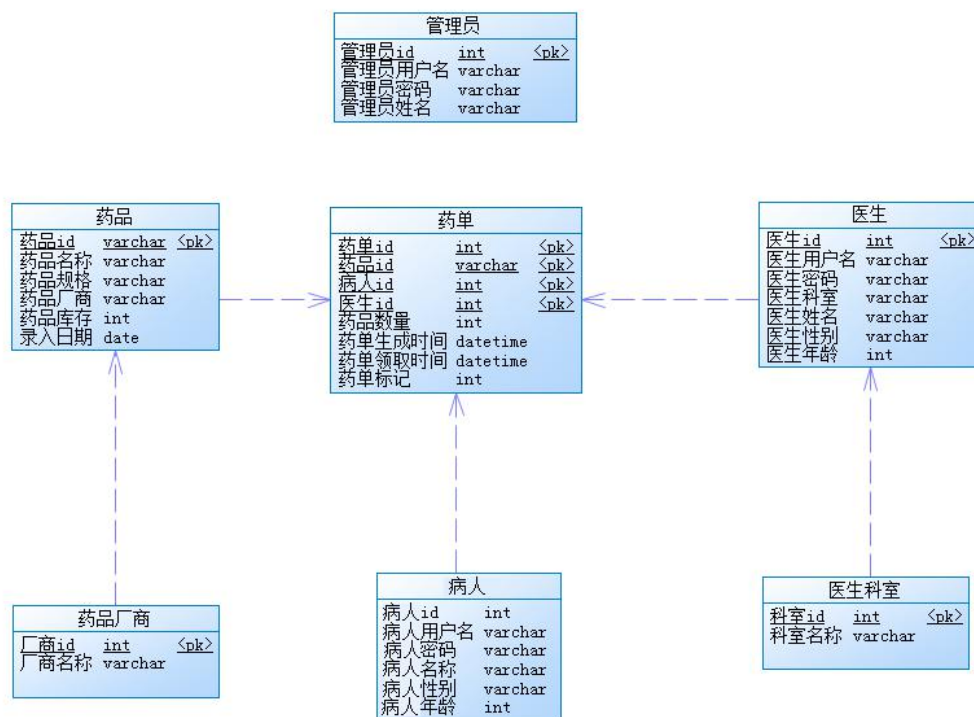 管理员
管理员id int <pk>
管理员用户名 varchar
管理员密码 varchar
管理员姓名 varchar
药品
药品id varchar <pk>
药品名称 varchar
药品规格 varchar
药品厂商 varchar
药品库存 int
录入日期 date
药单
药单id int <pk>
药品id varchar <pk>
病人id int <pk>
医生id int <pk>
药品数量 int
药单生成时间 datetime
药单领取时间 datetime
药单标记 int
医生
医生id int <pk>
医生用户名 varchar
医生密码 varchar
医生科室 varchar
医生姓名 varchar
医生性别 varchar
医生年龄 int
药品厂商
厂商id int <pk>
厂商名称 varchar
病人
病人id int
病人用户名 varchar
病人密码 varchar
病人名称 varchar
病人性别 varchar
病人年龄 int
医生科室
科室id int <pk>
科室名称 varchar